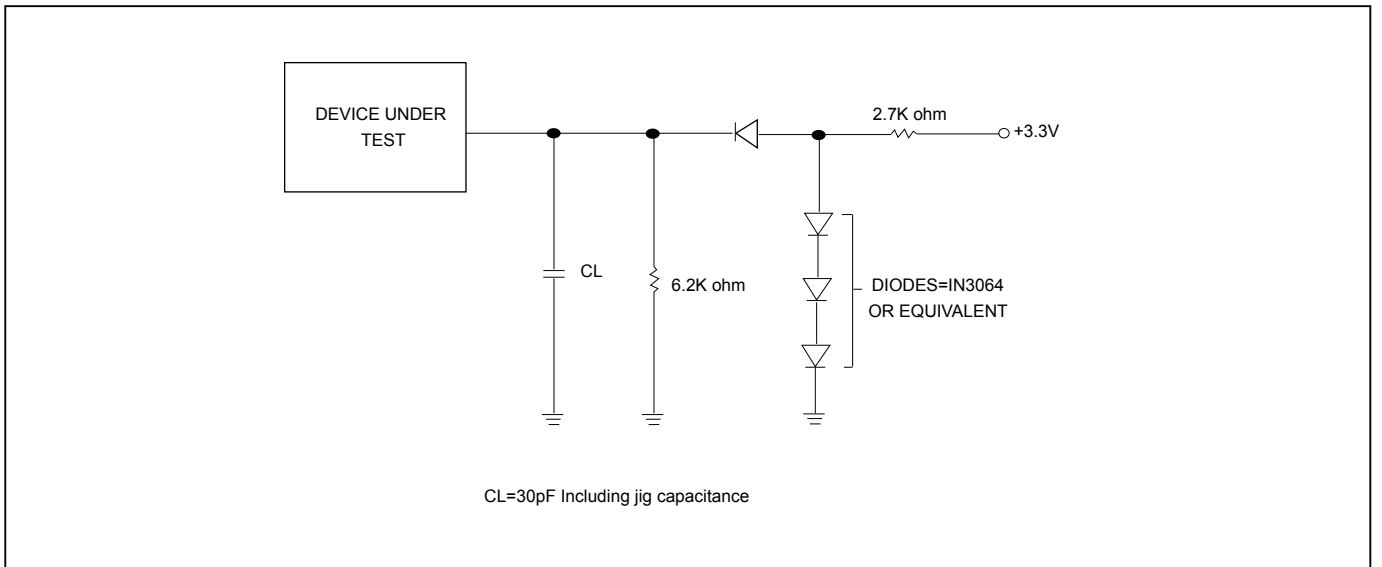 DEVICE UNDER
TEST
2.7K ohm
+3.3V
CL
6.2K ohm
DIODES=IN3064
OR EQUIVALENT
CL=30pF Including jig capacitance